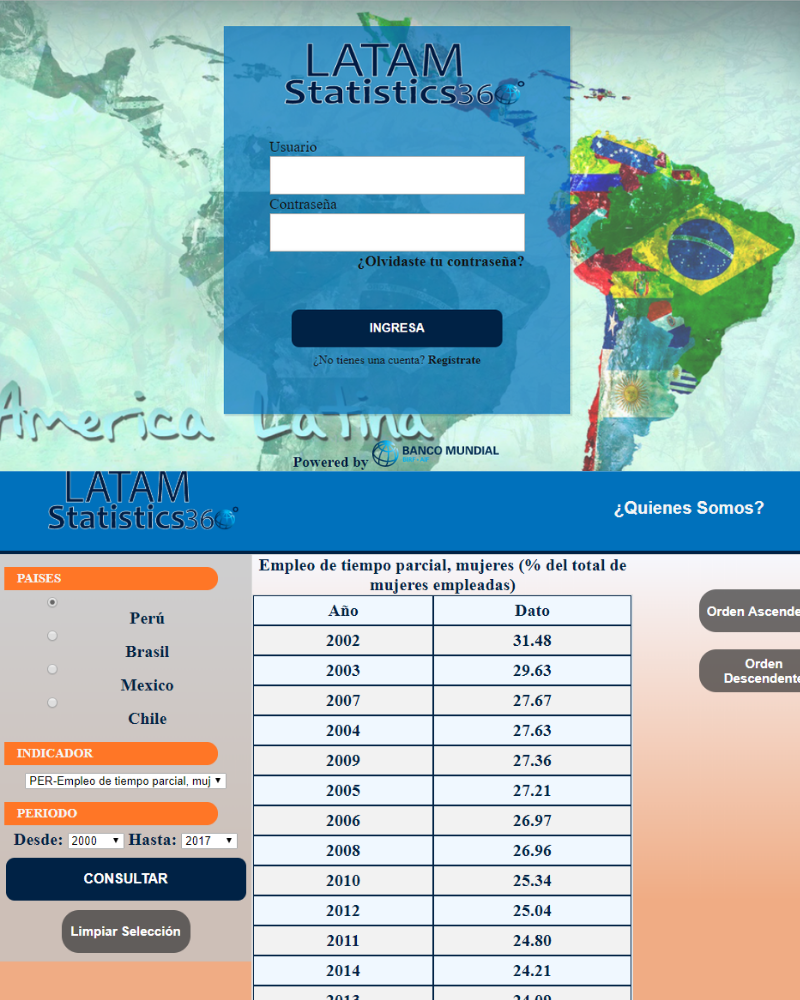 LATAM
Statistics360°
Usuario
Contraseña
¿Olvidaste tu contraseña?
INGRESA
¿No tienes una cuenta? Regístrate
America Latina
Powered by BANCO MUNDIAL
LATAM
Statistics360°
¿Quienes Somos?
PAISES
Perú
Brasil
Mexico
Chile
INDICADOR
PER-Empleo de tiempo parcial, muj
PERIODO
Desde: 2000 Hasta: 2017
CONSULTAR
Limpiar Selección
Empleo de tiempo parcial, mujeres (% del total de
mujeres empleadas)
Año Dato
2002 31.48
2003 29.63
2007 27.67
2004 27.63
2009 27.36
2005 27.21
2006 26.97
2008 26.96
2010 25.34
2012 25.04
2011 24.80
2014 24.21
2013 24.09
Orden Ascende
Orden
Descendente